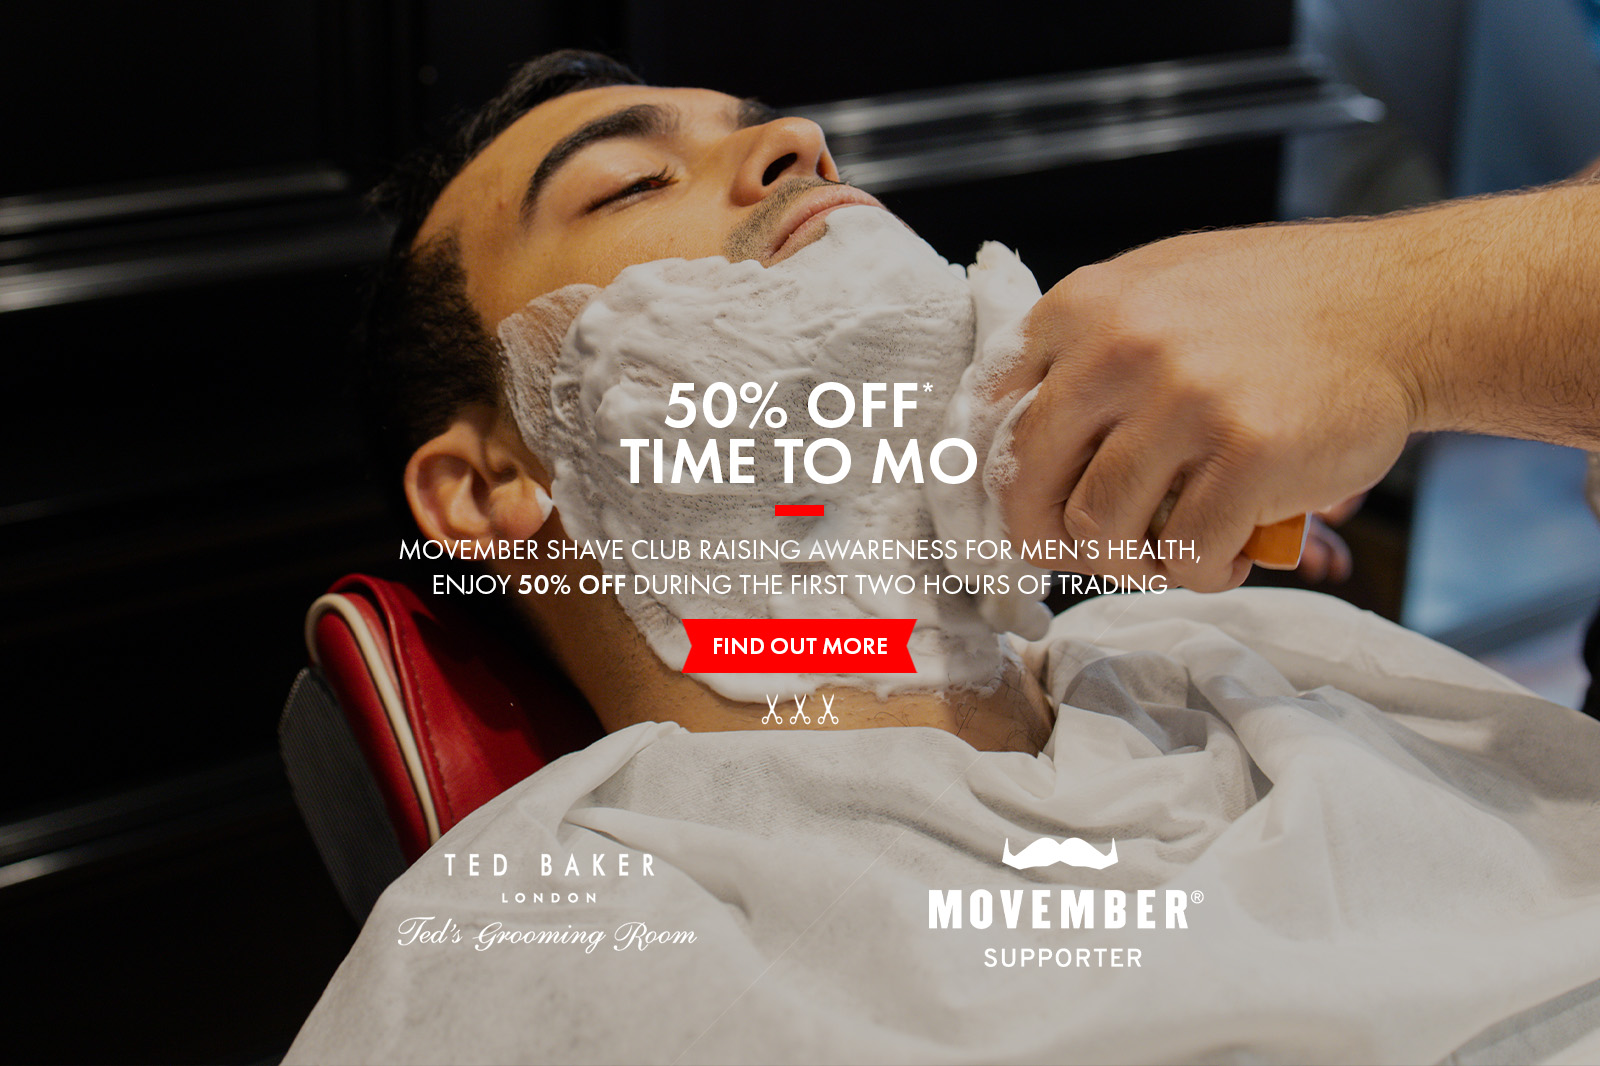 50% OFF*
TIME TO MO
MOVEMBER SHAVE CLUB RAISING AWARENESS FOR MEN'S HEALTH,
ENJOY 50% OFF DURING THE FIRST TWO HOURS OF TRADING
FIND OUT MORE
TED BAKER
LONDON
Ted's Grooming Room
MOVEMBER®
SUPPORTER